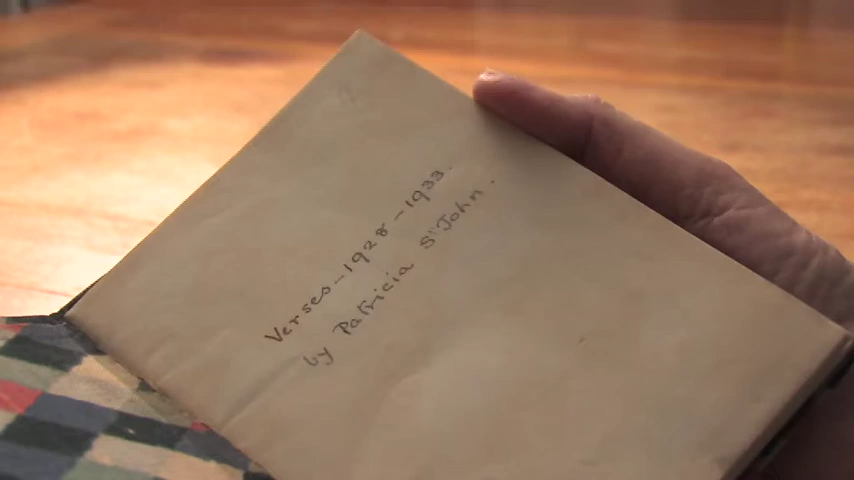 Verses - 1928 - 1933.
by Patricia St John.